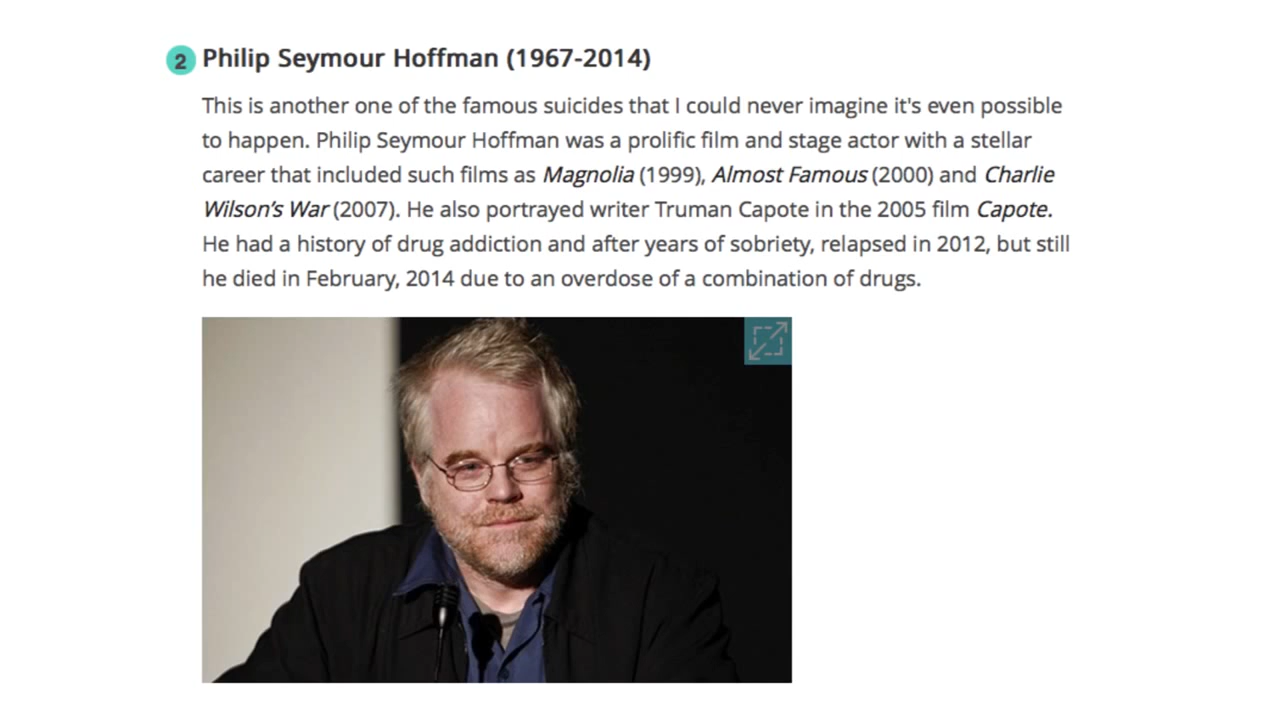 2 Philip Seymour Hoffman (1967-2014)
This is another one of the famous suicides that I could never imagine it's even possible
to happen. Philip Seymour Hoffman was a prolific film and stage actor with a stellar
career that included such films as Magnolia (1999), Almost Famous (2000) and Charlie
Wilson’s War (2007). He also portrayed writer Truman Capote in the 2005 film Capote.
He had a history of drug addiction and after years of sobriety, relapsed in 2012, but still
he died in February, 2014 due to an overdose of a combination of drugs.